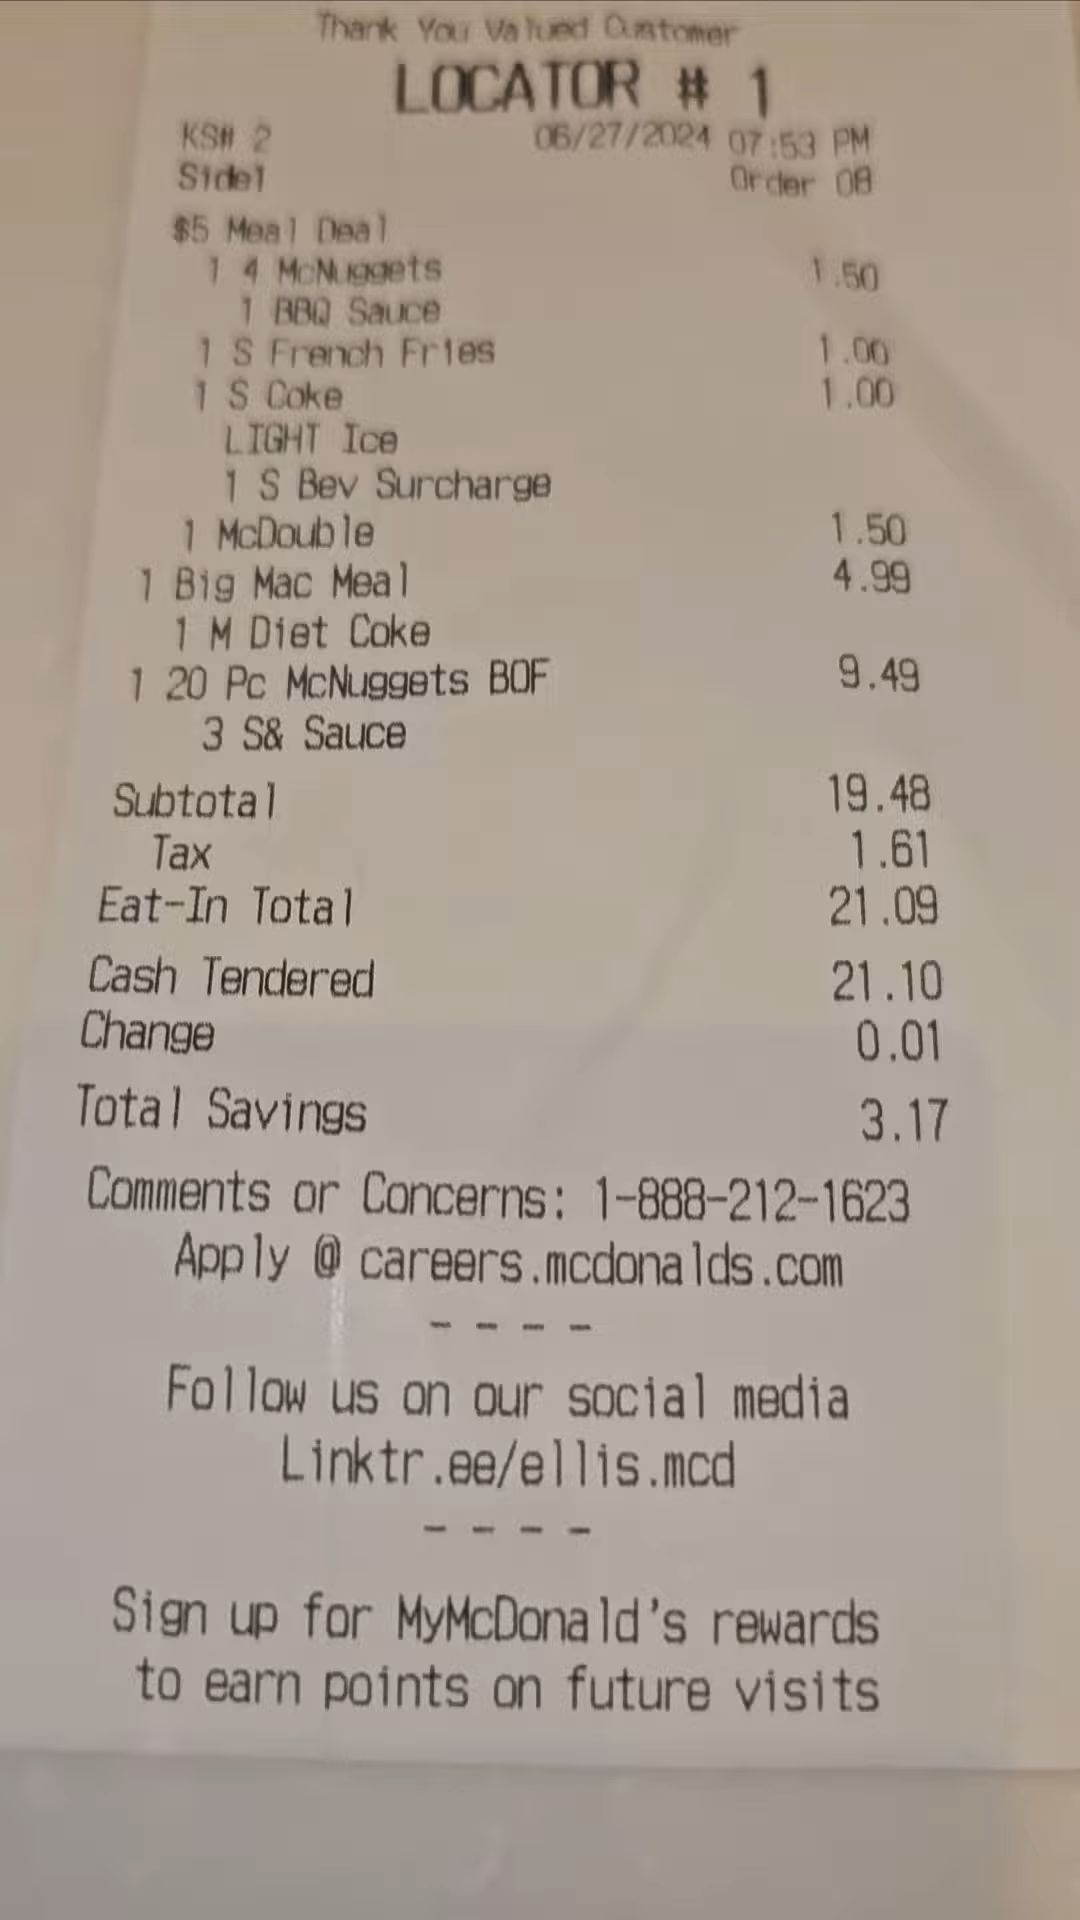 Thank You Valued Customer
LOCATOR # 1
KS# 2 06/27/2024 07:53 PM
Side1 Order 08
$5 Meal Deal
1 4 McNuggets 1.50
1 BBQ Sauce
1 S French Fries 1.00
1 S Coke 1.00
LIGHT Ice
1 S Bev Surcharge
1 McDouble 1.50
1 Big Mac Meal 4.99
1 M Diet Coke
1 20 Pc McNuggets BOF 9.49
3 S& Sauce
Subtotal 19.48
Tax 1.61
Eat-In Total 21.09
Cash Tendered 21.10
Change 0.01
Total Savings 3.17
Comments or Concerns: 1-888-212-1623
Apply @ careers.mcdonalds.com
- - - -
Follow us on our social media
Linktr.ee/ellis.mcd
- - - -
Sign up for MyMcDonald's rewards
to earn points on future visits